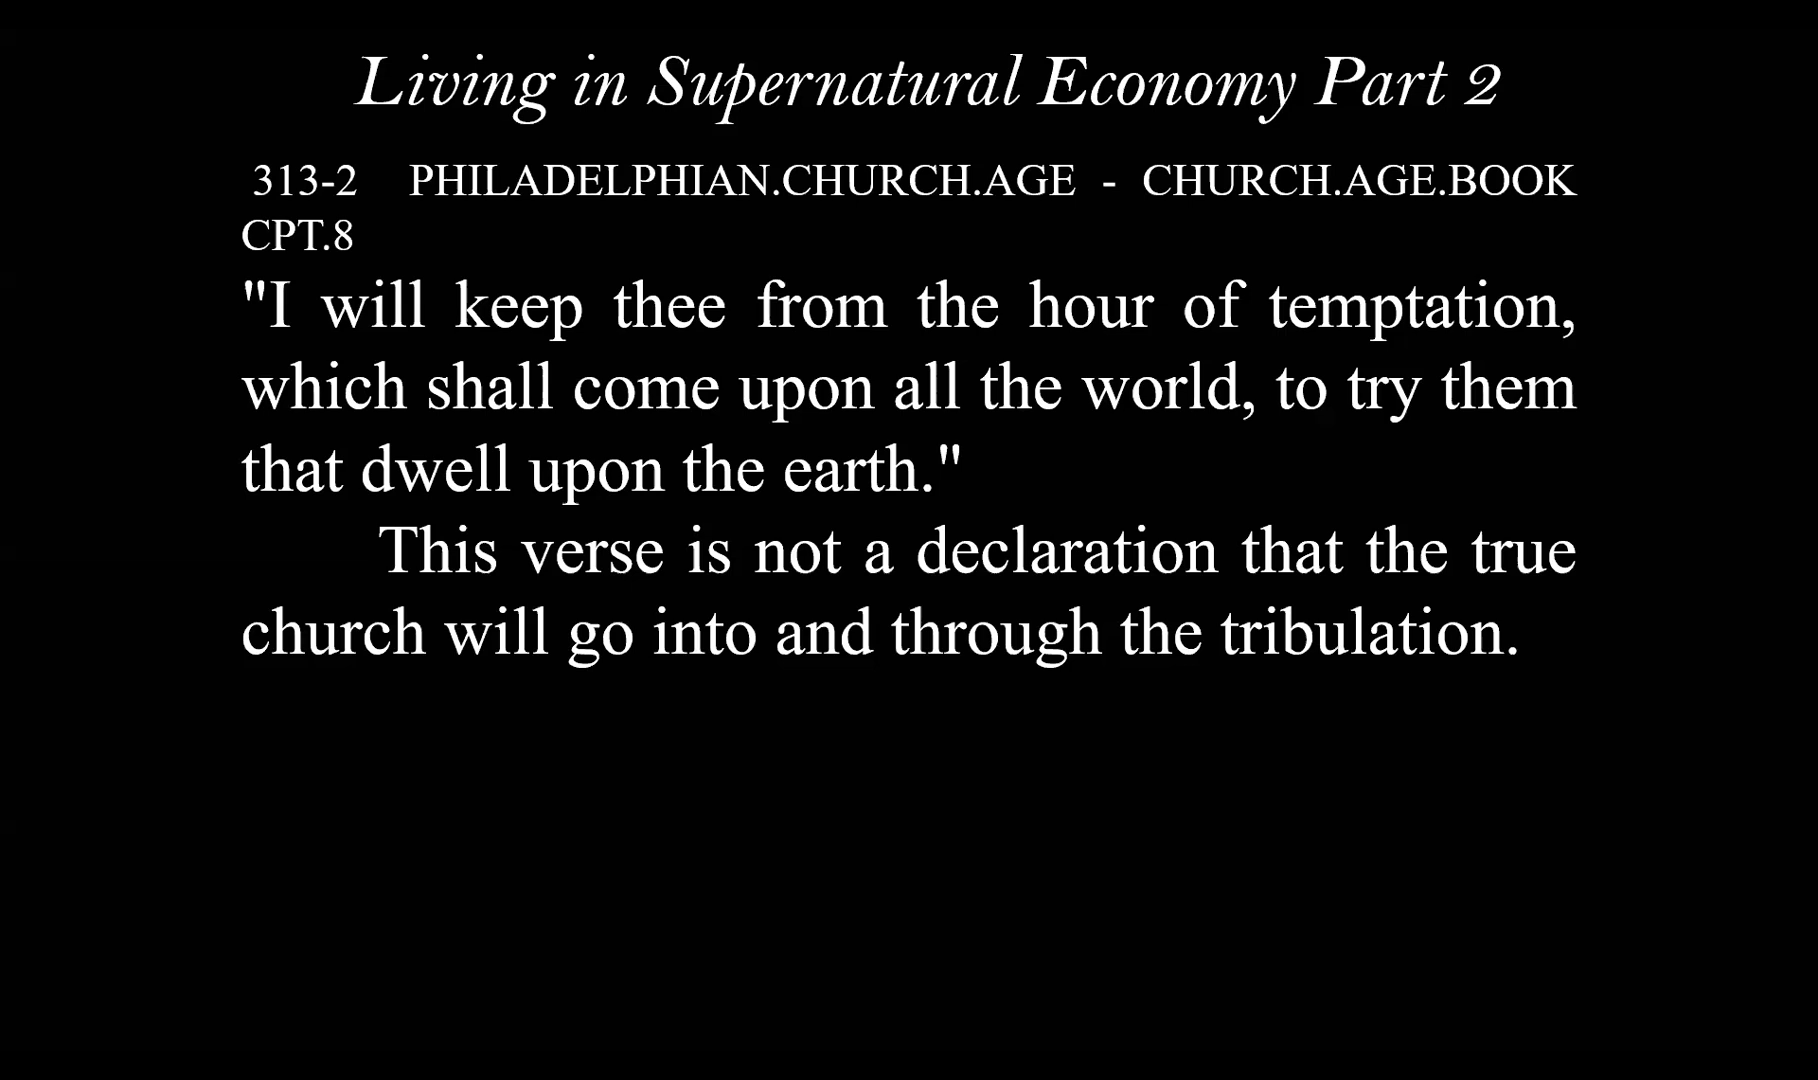 Living in Supernatural Economy Part 2
313-2 PHILADELPHIAN.CHURCH.AGE - CHURCH.AGE.BOOK
CPT.8
"I will keep thee from the hour of temptation,
which shall come upon all the world, to try them
that dwell upon the earth."
This verse is not a declaration that the true
church will go into and through the tribulation.